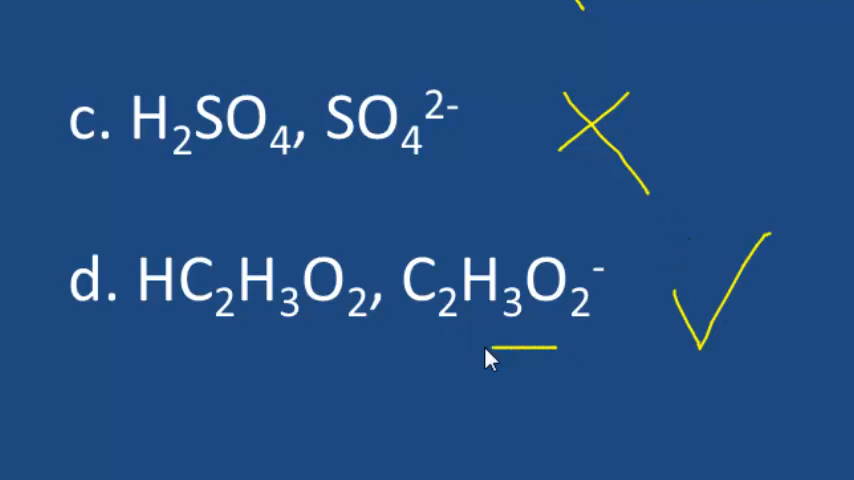 c. H₂SO₄, SO₄²⁻
d. HC₂H₃O₂, C₂H₃O₂⁻